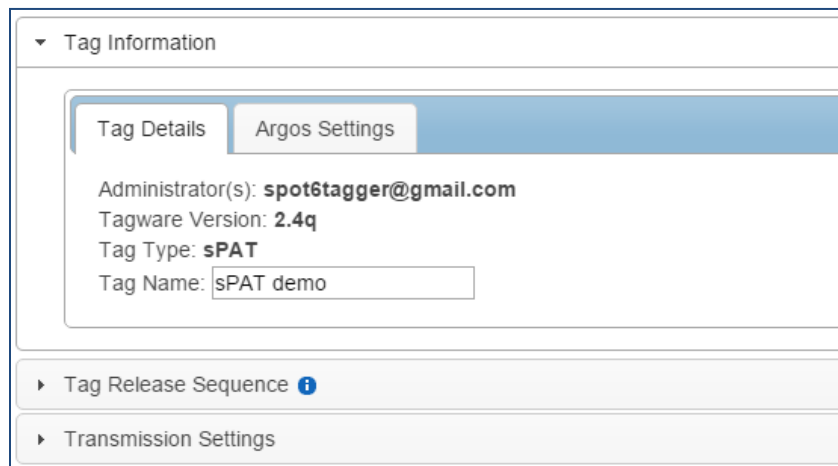 Tag Information
Tag Details
Argos Settings
Administrator(s): spot6tagger@gmail.com
Tagware Version: 2.4q
Tag Type: sPAT
Tag Name: sPAT demo
Tag Release Sequence i
Transmission Settings